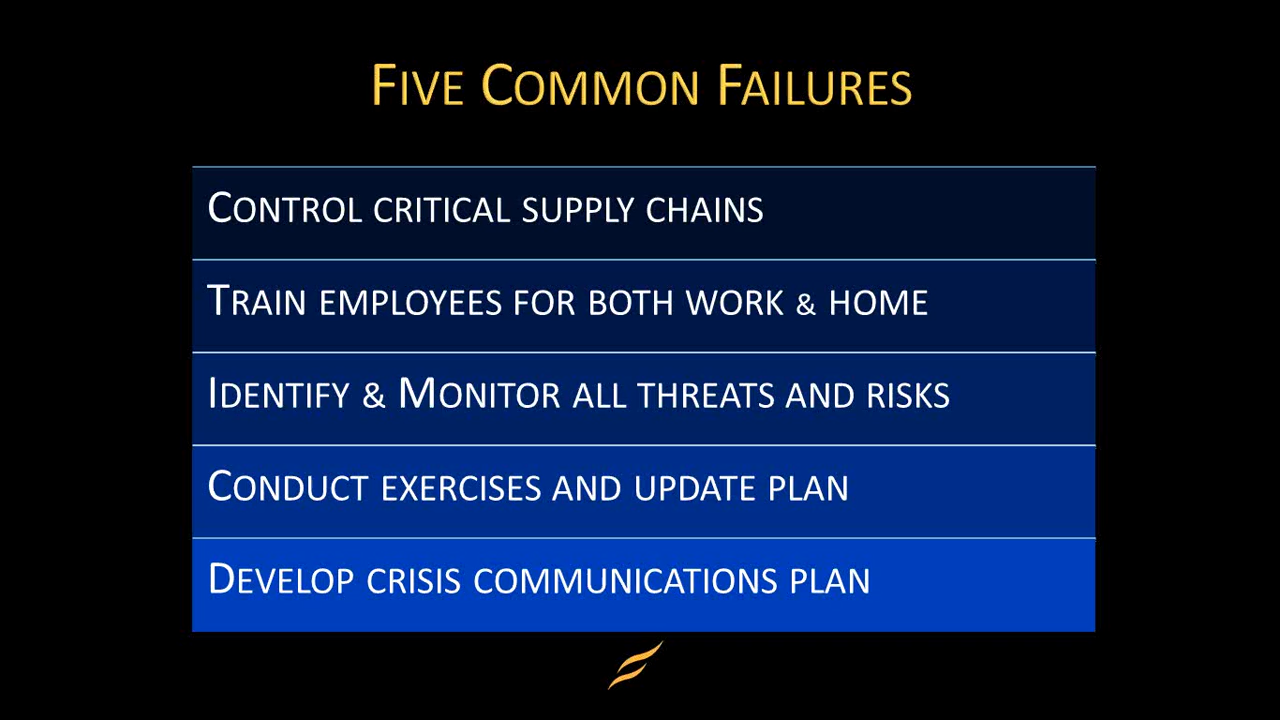 FIVE COMMON FAILURES
CONTROL CRITICAL SUPPLY CHAINS
TRAIN EMPLOYEES FOR BOTH WORK & HOME
IDENTIFY & MONITOR ALL THREATS AND RISKS
CONDUCT EXERCISES AND UPDATE PLAN
DEVELOP CRISIS COMMUNICATIONS PLAN